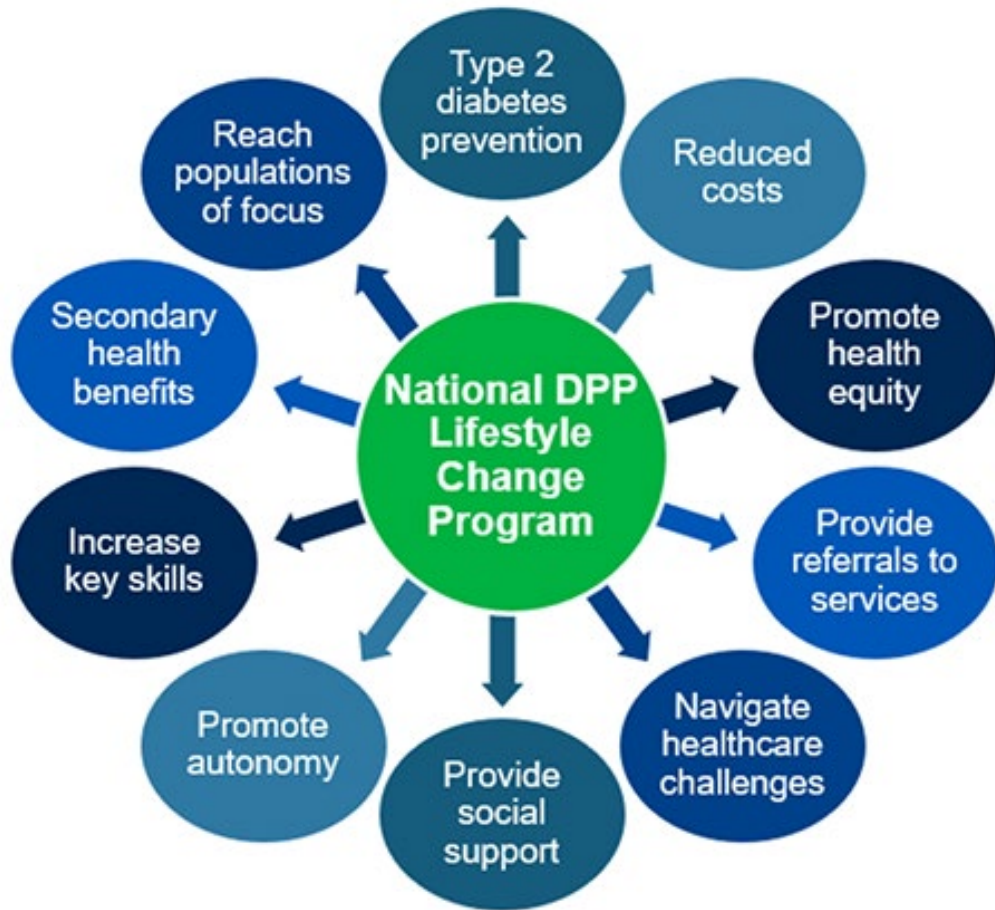 Type 2
diabetes
prevention
Reduced
costs
Promote
health
equity
Provide
referrals to
services
Navigate
healthcare
challenges
Provide
social
support
Promote
autonomy
Increase
key skills
Secondary
health
benefits
Reach
populations
of focus
National DPP
Lifestyle
Change
Program